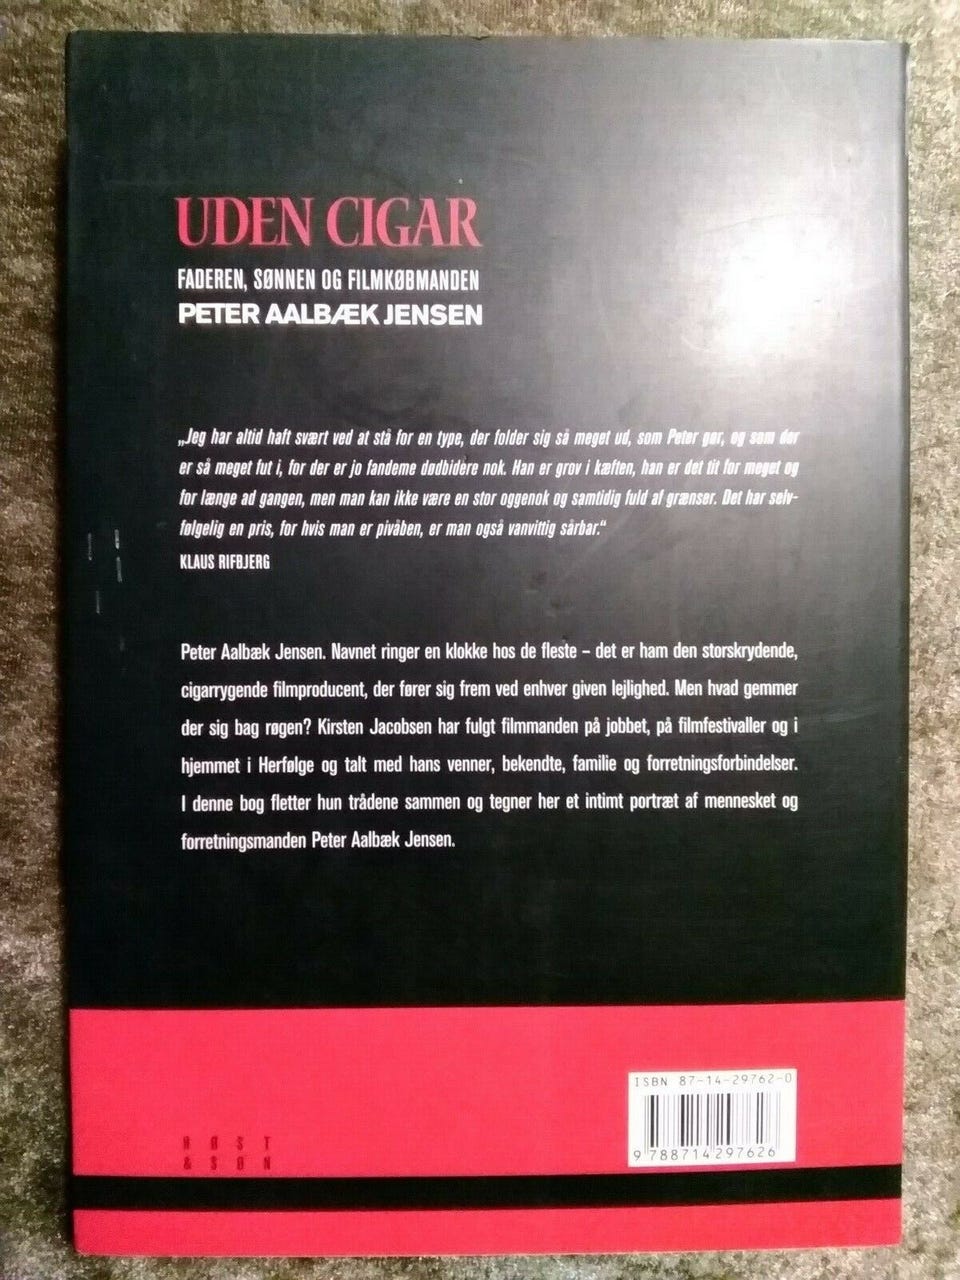 UDEN CIGAR
FADEREN, SØNNEN OG FILMKØBMANDEN
PETER AALBÆK JENSEN
„Jeg har altid haft svært ved at stå for en type, der folder sig så meget ud, som Peter gør, og som der
er så meget fut i, for der er jo fandeme dødbidere nok. Han er grov i kæften, han er det tit for meget og
for længe ad gangen, men man kan ikke være en stor oggenok og samtidig fuld af grænser. Det har selv-
følgelig en pris, for hvis man er pivåben, er man også vanvittig sårbar.“
KLAUS RIFBJERG
Peter Aalbæk Jensen. Navnet ringer en klokke hos de fleste – det er ham den storskrydende,
cigarrygende filmproducent, der fører sig frem ved enhver given lejlighed. Men hvad gemmer
der sig bag røgen? Kirsten Jacobsen har fulgt filmmanden på jobbet, på filmfestivaller og i
hjemmet i Herfølge og talt med hans venner, bekendte, familie og forretningsforbindelser.
I denne bog fletter hun trådene sammen og tegner her et intimt portræt af mennesket og
forretningsmanden Peter Aalbæk Jensen.
ISBN 87-14-29762-0
9 788714 297626
HØST
& SØN